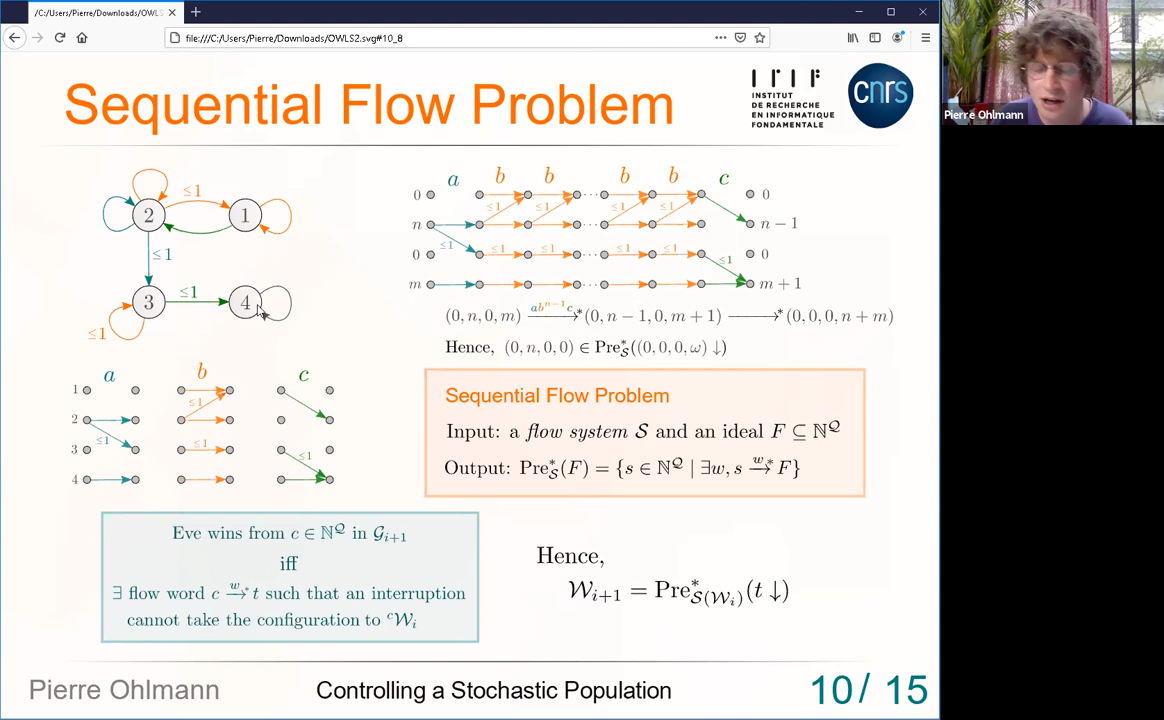 /C:/Users/Pierre/Downloads/OWLS
file:///C:/Users/Pierre/Downloads/OWLS2.svg#10_8
Sequential Flow Problem
INSTITUT
DE RECHERCHE
EN INFORMATIQUE
FONDAMENTALE
cnrs
Pierre Ohlmann
≤1
2
1
≤1
3
≤1
4
≤1
a b b b b c
0 0
≤1 ≤1 ≤1 ≤1
n n − 1
≤1 ≤1 ≤1 ≤1 ≤1
0 0
≤1
m m + 1
(0, n, 0, m) abⁿ⁻¹c ⟶* (0, n − 1, 0, m + 1) ⟶* (0, 0, 0, n + m)
Hence, (0, n, 0, 0) ∈ Pre*_𝒮((0, 0, 0, ω) ↓)
a b c
1
≤1
2
≤1 ≤1
3
≤1
4
Sequential Flow Problem
Input: a flow system 𝒮 and an ideal F ⊆ ℕ^𝒬
Output: Pre*_𝒮(F) = {s ∈ ℕ^𝒬 | ∃w, s w→* F}
Eve wins from c ∈ ℕ^𝒬 in 𝒢_{i+1}
iff
∃ flow word c w→* t such that an interruption
cannot take the configuration to ᶜ𝒲_i
Hence,
𝒲_{i+1} = Pre*_{𝒮(𝒲_i)}(t ↓)
Pierre Ohlmann
Controlling a Stochastic Population
10/ 15